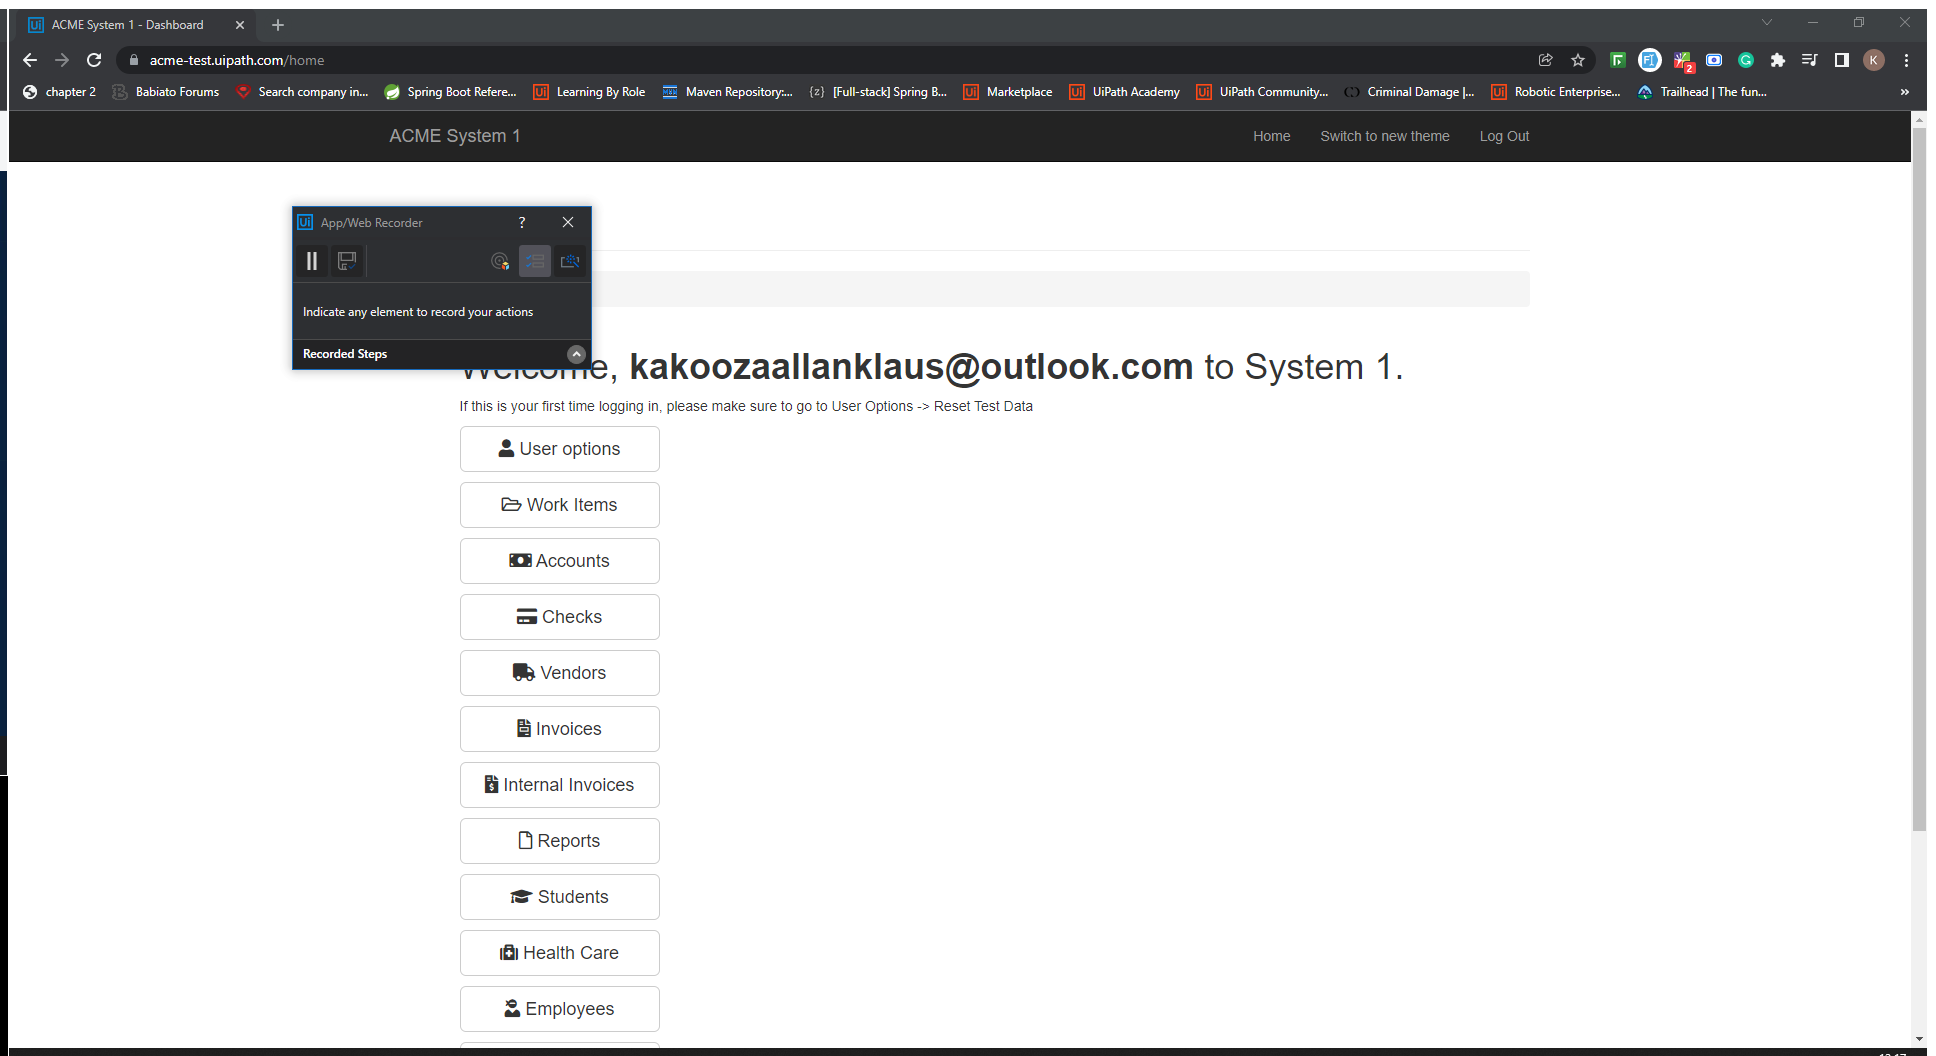 ACME System 1 - Dashboard
acme-test.uipath.com/home
2
K
chapter 2
Babiato Forums
Search company in...
Spring Boot Refere...
Learning By Role
Maven Repository:...
[Full-stack] Spring B...
Marketplace
UiPath Academy
UiPath Community...
Criminal Damage |...
Robotic Enterprise...
Trailhead | The fun...
»
ACME System 1
Home
Switch to new theme
Log Out
Ui App/Web Recorder ?
Indicate any element to record your actions
Recorded Steps
Welcome, kakoozaallanklaus@outlook.com to System 1.
If this is your first time logging in, please make sure to go to User Options -> Reset Test Data
User options
Work Items
Accounts
Checks
Vendors
Invoices
Internal Invoices
Reports
Students
Health Care
Employees